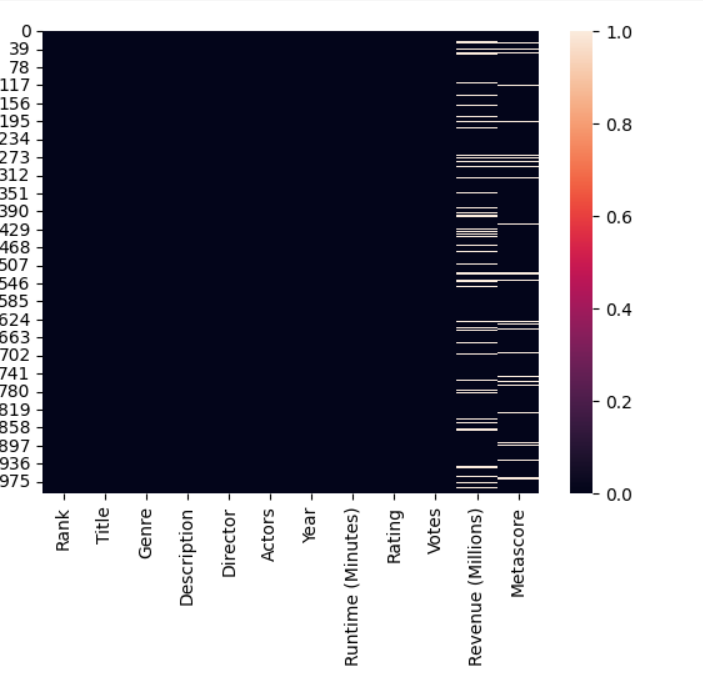 0
39
78
117
156
195
234
273
312
351
390
429
468
507
546
585
624
663
702
741
780
819
858
897
936
975
Rank
Title
Genre
Description
Director
Actors
Year
Runtime (Minutes)
Rating
Votes
Revenue (Millions)
Metascore
1.0
0.8
0.6
0.4
0.2
0.0